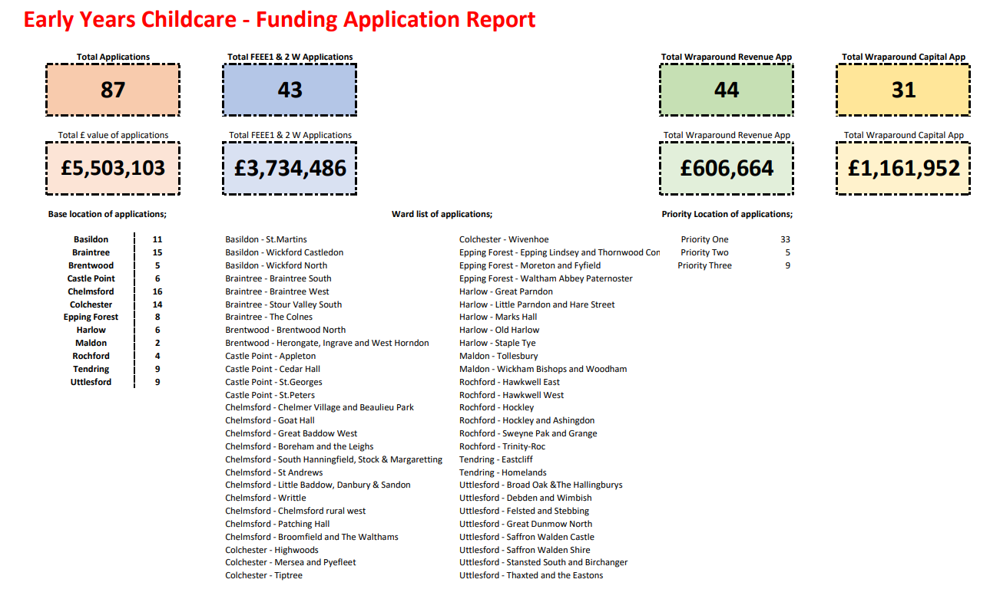 Early Years Childcare - Funding Application Report
Total Applications
87
Total FEEE1 & 2 W Applications
43
Total Wraparound Revenue App
44
Total Wraparound Capital App
31
Total £ value of applications
£5,503,103
Total FEEE1 & 2 W Applications
£3,734,486
Total Wraparound Revenue App
£606,664
Total Wraparound Capital App
£1,161,952
Base location of applications;
Basildon 11
Braintree 15
Brentwood 5
Castle Point 6
Chelmsford 16
Colchester 14
Epping Forest 8
Harlow 6
Maldon 2
Rochford 4
Tendring 9
Uttlesford 9
Ward list of applications;
Basildon - St.Martins
Basildon - Wickford Castledon
Basildon - Wickford North
Braintree - Braintree South
Braintree - Braintree West
Braintree - Stour Valley South
Braintree - The Colnes
Brentwood - Brentwood North
Brentwood - Herongate, Ingrave and West Horndon
Castle Point - Appleton
Castle Point - Cedar Hall
Castle Point - St.Georges
Castle Point - St.Peters
Chelmsford - Chelmer Village and Beaulieu Park
Chelmsford - Goat Hall
Chelmsford - Great Baddow West
Chelmsford - Boreham and the Leighs
Chelmsford - South Hanningfield, Stock & Margaretting
Chelmsford - St Andrews
Chelmsford - Little Baddow, Danbury & Sandon
Chelmsford - Writtle
Chelmsford - Chelmsford rural west
Chelmsford - Patching Hall
Chelmsford - Broomfield and The Walthams
Colchester - Highwoods
Colchester - Mersea and Pyefleet
Colchester - Tiptree
Colchester - Wivenhoe
Epping Forest - Epping Lindsey and Thornwood Con
Epping Forest - Moreton and Fyfield
Epping Forest - Waltham Abbey Paternoster
Harlow - Great Parndon
Harlow - Little Parndon and Hare Street
Harlow - Marks Hall
Harlow - Old Harlow
Harlow - Staple Tye
Maldon - Tollesbury
Maldon - Wickham Bishops and Woodham
Rochford - Hawkwell East
Rochford - Hawkwell West
Rochford - Hockley
Rochford - Hockley and Ashingdon
Rochford - Sweyne Pak and Grange
Rochford - Trinity-Roc
Tendring - Eastcliff
Tendring - Homelands
Uttlesford - Broad Oak &The Hallingburys
Uttlesford - Debden and Wimbish
Uttlesford - Felsted and Stebbing
Uttlesford - Great Dunmow North
Uttlesford - Saffron Walden Castle
Uttlesford - Saffron Walden Shire
Uttlesford - Stansted South and Birchanger
Uttlesford - Thaxted and the Eastons
Priority Location of applications;
Priority One 33
Priority Two 5
Priority Three 9